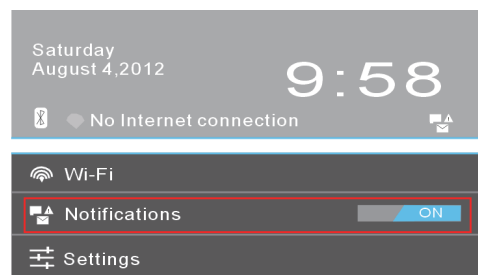 Saturday
August 4,2012
9:58
No Internet connection
Wi-Fi
Notifications ON
Settings